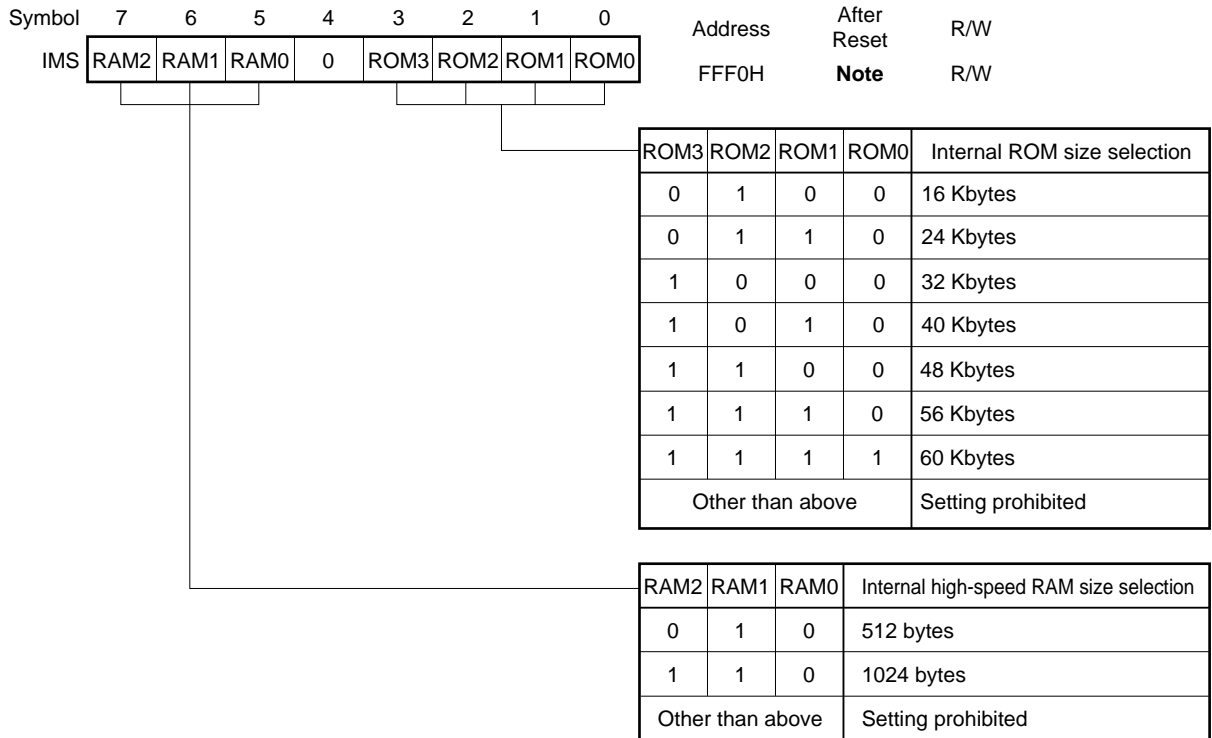 Symbol 7 6 5 4 3 2 1 0 Address After Reset R/W
IMS RAM2 RAM1 RAM0 0 ROM3 ROM2 ROM1 ROM0 FFF0H Note R/W
ROM3 ROM2 ROM1 ROM0 Internal ROM size selection
0 1 0 0 16 Kbytes
0 1 1 0 24 Kbytes
1 0 0 0 32 Kbytes
1 0 1 0 40 Kbytes
1 1 0 0 48 Kbytes
1 1 1 0 56 Kbytes
1 1 1 1 60 Kbytes
Other than above Setting prohibited
RAM2 RAM1 RAM0 Internal high-speed RAM size selection
0 1 0 512 bytes
1 1 0 1024 bytes
Other than above Setting prohibited